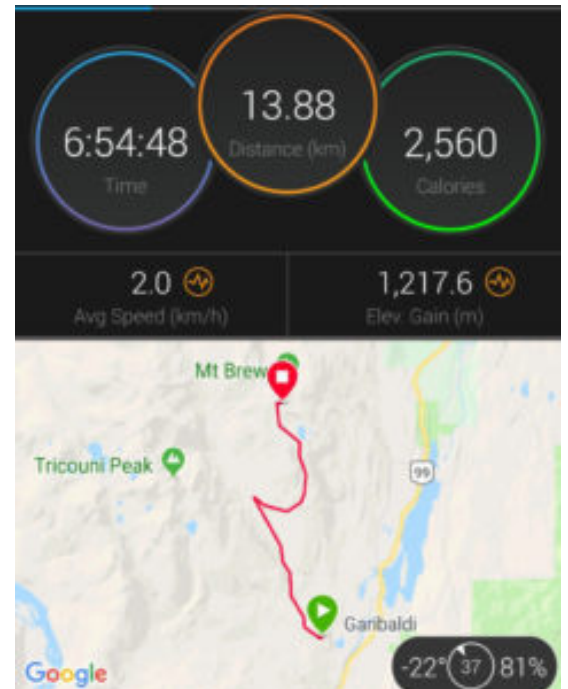 13.88
Distance (km)
6:54:48
Time
2,560
Calories
2.0
Avg Speed (km/h)
1,217.6
Elev. Gain (m)
Mt Brew
Tricouni Peak
99
Garibaldi
Google
-22° 37 81%